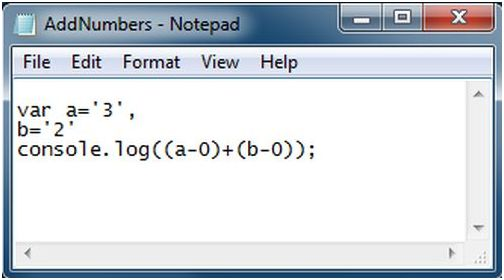 AddNumbers - Notepad
File Edit Format View Help
var a='3',
b='2'
console.log((a-0)+(b-0));